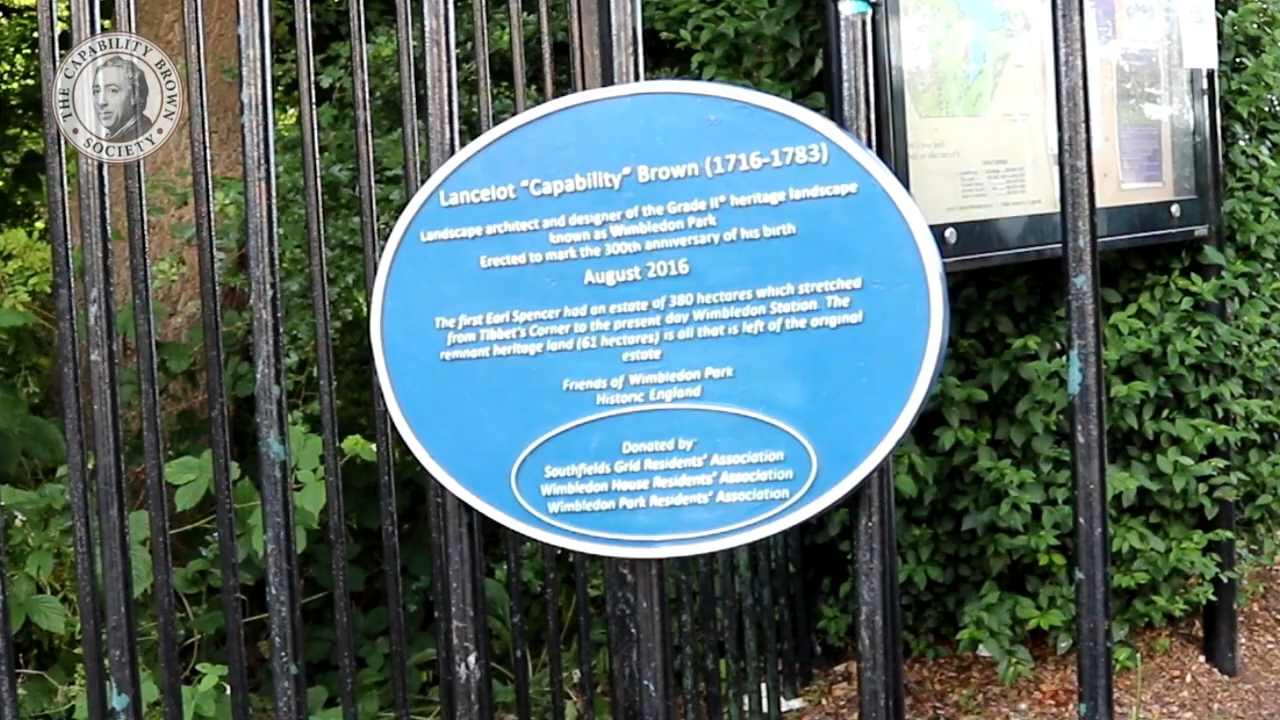 THE CAPABILITY BROWN
• SOCIETY •
Lancelot “Capability” Brown (1716-1783)
Landscape architect and designer of the Grade II* heritage landscape
known as Wimbledon Park
Erected to mark the 300th anniversary of his birth
August 2016
The first Earl Spencer had an estate of 380 hectares which stretched
from Tibbet's Corner to the present day Wimbledon Station. The
remnant heritage land (61 hectares) is all that is left of the original
estate
Friends of Wimbledon Park
Historic England
Donated by:
Southfields Grid Residents' Association
Wimbledon House Residents' Association
Wimbledon Park Residents' Association